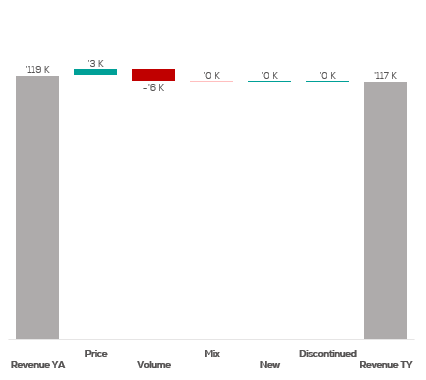 '3 K
'119 K
'0 K
'0 K
'0 K
'117 K
-'6 K
Price
Mix
Discontinued
Revenue YA
Volume
New
Revenue TY